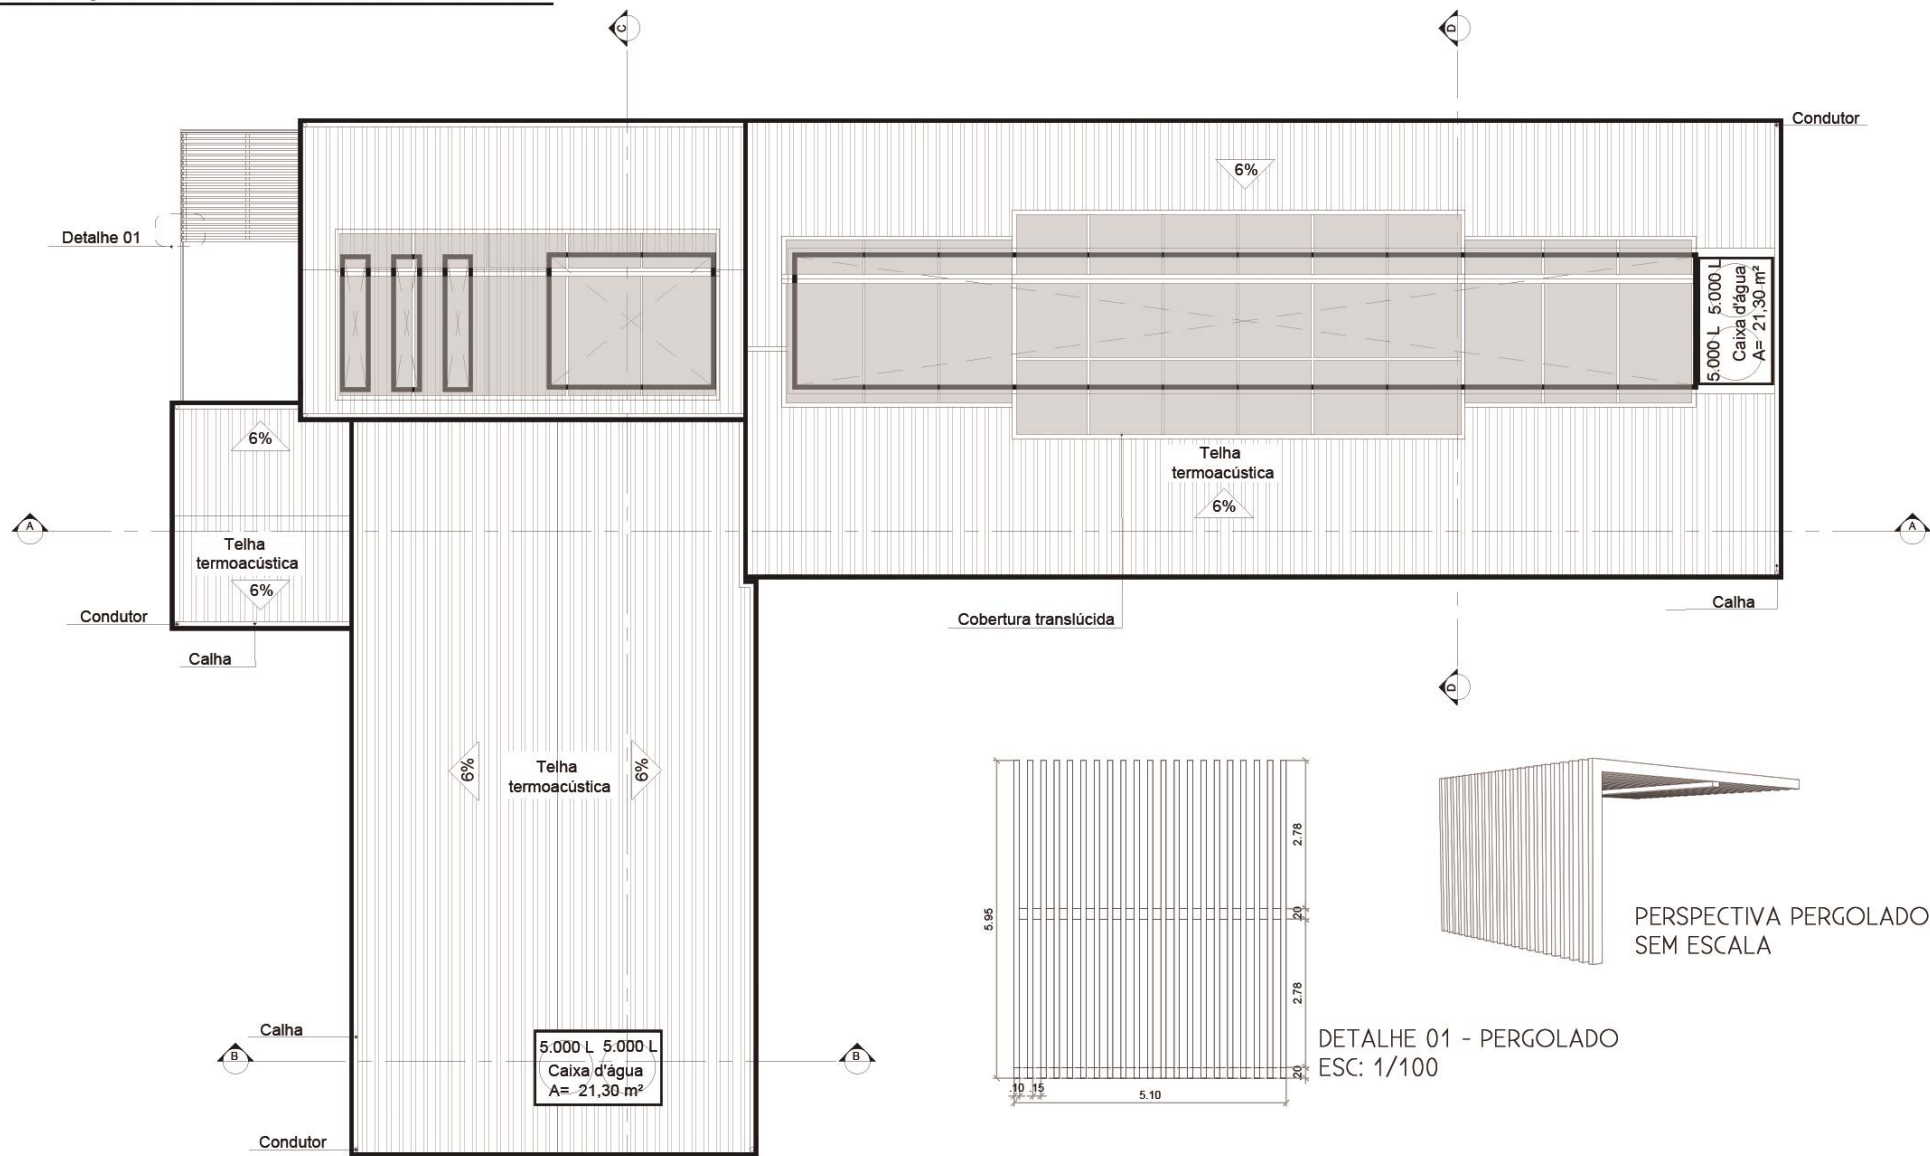 C
D
Condutor
6%
Detalhe 01
5.000 L 5.000 L
Caixa d'água
A= 21,30 m²
6%
Telha
termoacústica
6%
A
A
Telha
termoacústica
6%
Condutor
Calha
Cobertura translúcida
Calha
D
6%
Telha
termoacústica
6%
5.95
2.78
.20
2.78
.20
.10 .15
5.10
PERSPECTIVA PERGOLADO
SEM ESCALA
DETALHE 01 - PERGOLADO
ESC: 1/100
Calha
B
B
5.000 L 5.000 L
Caixa d'água
A= 21,30 m²
Condutor